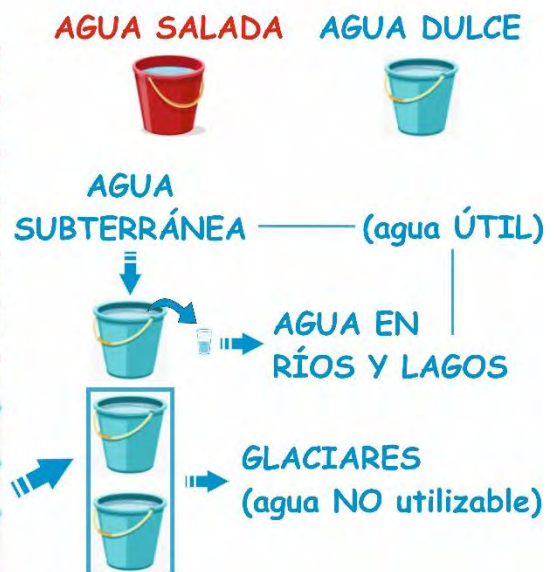 AGUA SALADA
AGUA DULCE
AGUA
SUBTERRÁNEA
(agua ÚTIL)
AGUA EN
RÍOS Y LAGOS
GLACIARES
(agua NO utilizable)